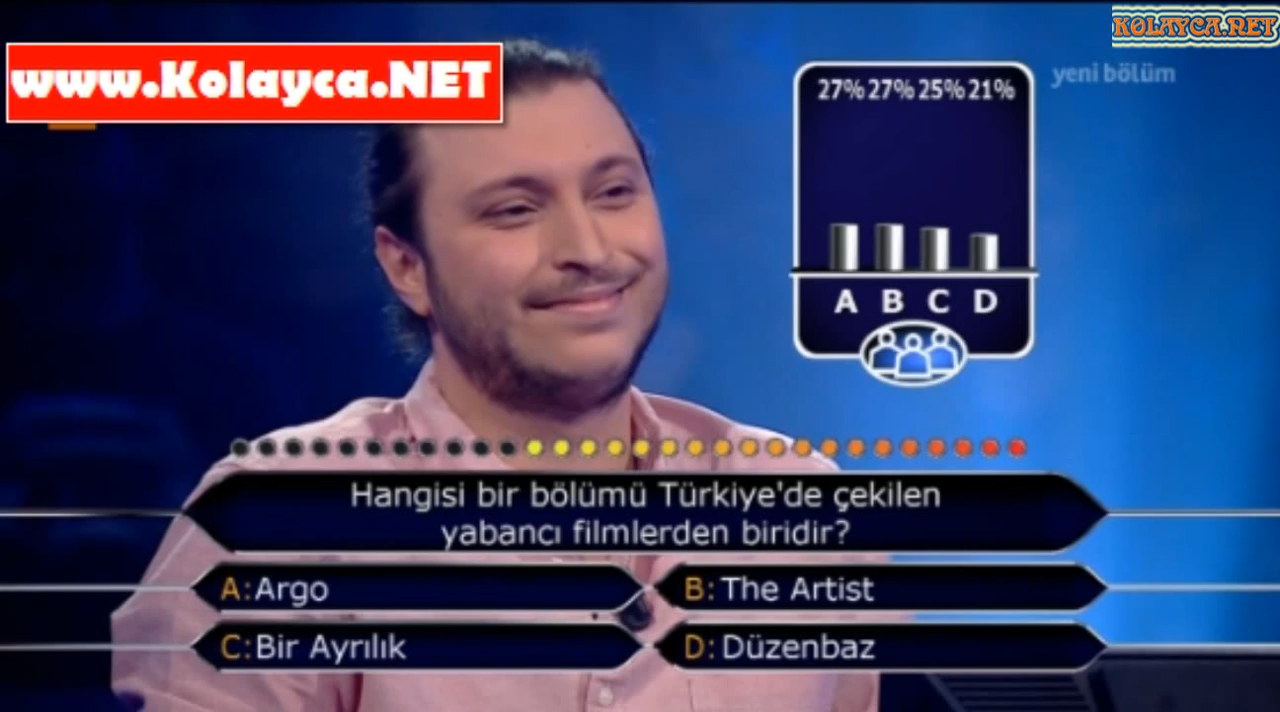 KOLAYCA.NET
www.Kolayca.NET
yeni bölüm
27% 27% 25% 21%
A B C D
Hangisi bir bölümü Türkiye'de çekilen
yabancı filmlerden biridir?
A: Argo
B: The Artist
C: Bir Ayrılık
D: Düzenbaz